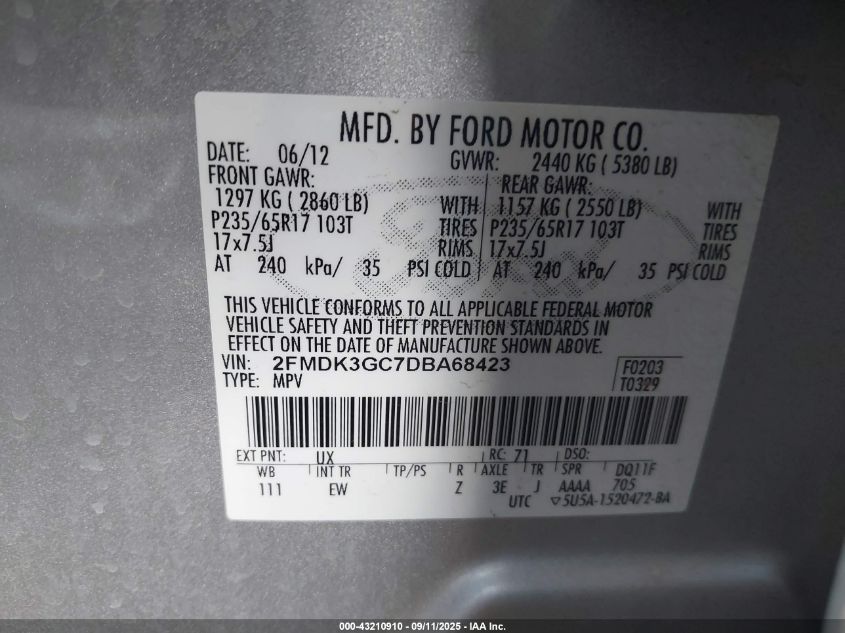 MFD. BY FORD MOTOR CO.
DATE: 06/12 GVWR: 2440 KG ( 5380 LB)
FRONT GAWR: REAR GAWR:
1297 KG ( 2860 LB) WITH 1157 KG ( 2550 LB) WITH
P235/65R17 103T TIRES P235/65R17 103T TIRES
17x7.5J RIMS 17x7.5J RIMS
AT 240 kPa/ 35 PSI COLD AT 240 kPa/ 35 PSI COLD
THIS VEHICLE CONFORMS TO ALL APPLICABLE FEDERAL MOTOR
VEHICLE SAFETY AND THEFT PREVENTION STANDARDS IN
EFFECT ON THE DATE OF MANUFACTURE SHOWN ABOVE.
VIN: 2FMDK3GC7DBA68423 F0203
TYPE: MPV T0329
EXT PNT: UX RC: 71 DSO:
WB INT TR TP/PS R AXLE TR SPR DQ11F
111 EW Z 3E J AAAA 705
UTC ▽5U5A-1520472-BA
000-43210910 - 09/11/2025 - IAA Inc.